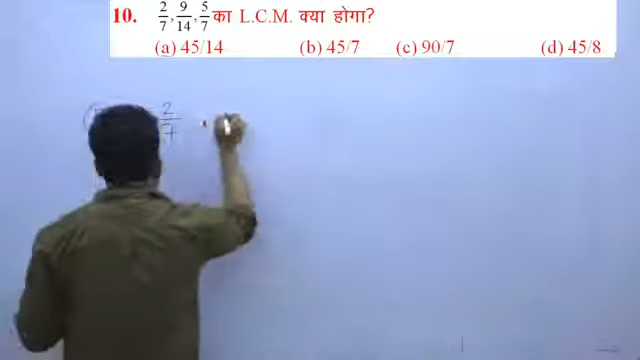 10. 2/7, 9/14, 5/7 का L.C.M. क्या होगा?
(a) 45/14 (b) 45/7 (c) 90/7 (d) 45/8
2/7